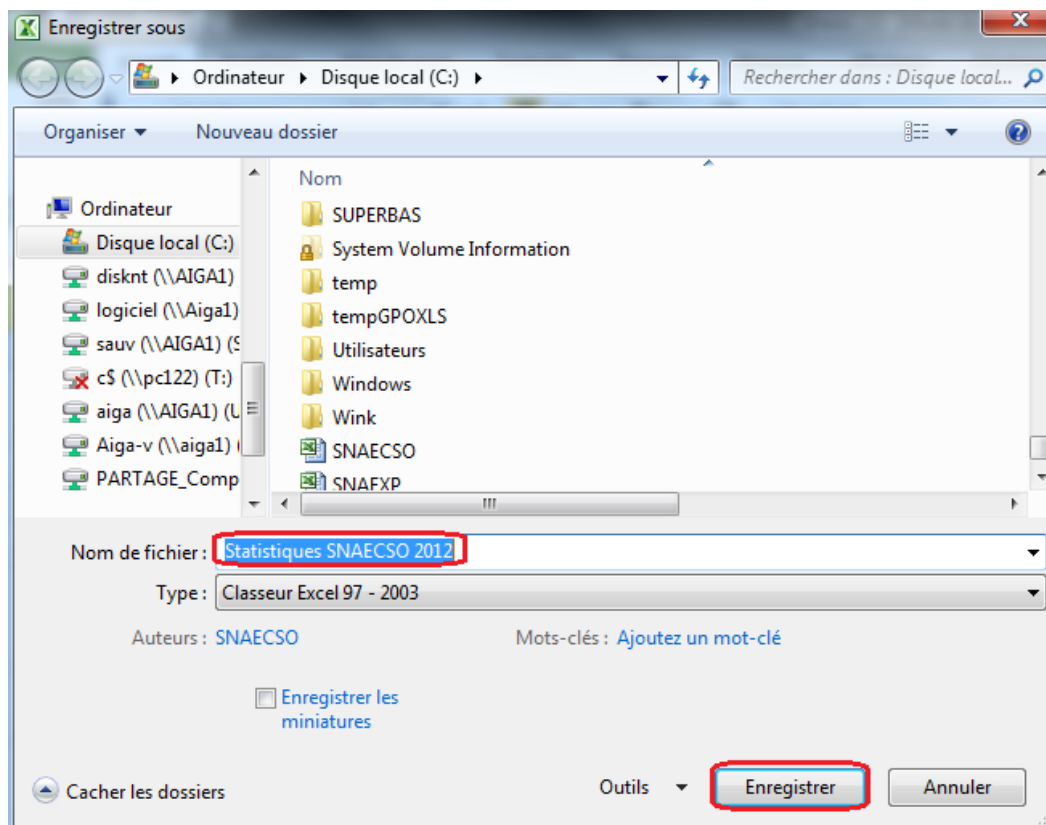 Enregistrer sous
Ordinateur Disque local (C:)
Rechercher dans : Disque local...
Organiser Nouveau dossier
Nom
Ordinateur
Disque local (C:)
disknt (\\AIGA1)
logiciel (\\Aiga1)
sauv (\\AIGA1) (S
c$ (\\pc122) (T:)
aiga (\\AIGA1) (U
Aiga-v (\\aiga1) (
PARTAGE_Comp
SUPERBAS
System Volume Information
temp
tempGPOXLS
Utilisateurs
Windows
Wink
SNAECSO
SNAEXP
Nom de fichier : Statistiques SNAECSO 2012
Type : Classeur Excel 97 - 2003
Auteurs : SNAECSO Mots-clés : Ajoutez un mot-clé
Enregistrer les
miniatures
Cacher les dossiers Outils Enregistrer Annuler